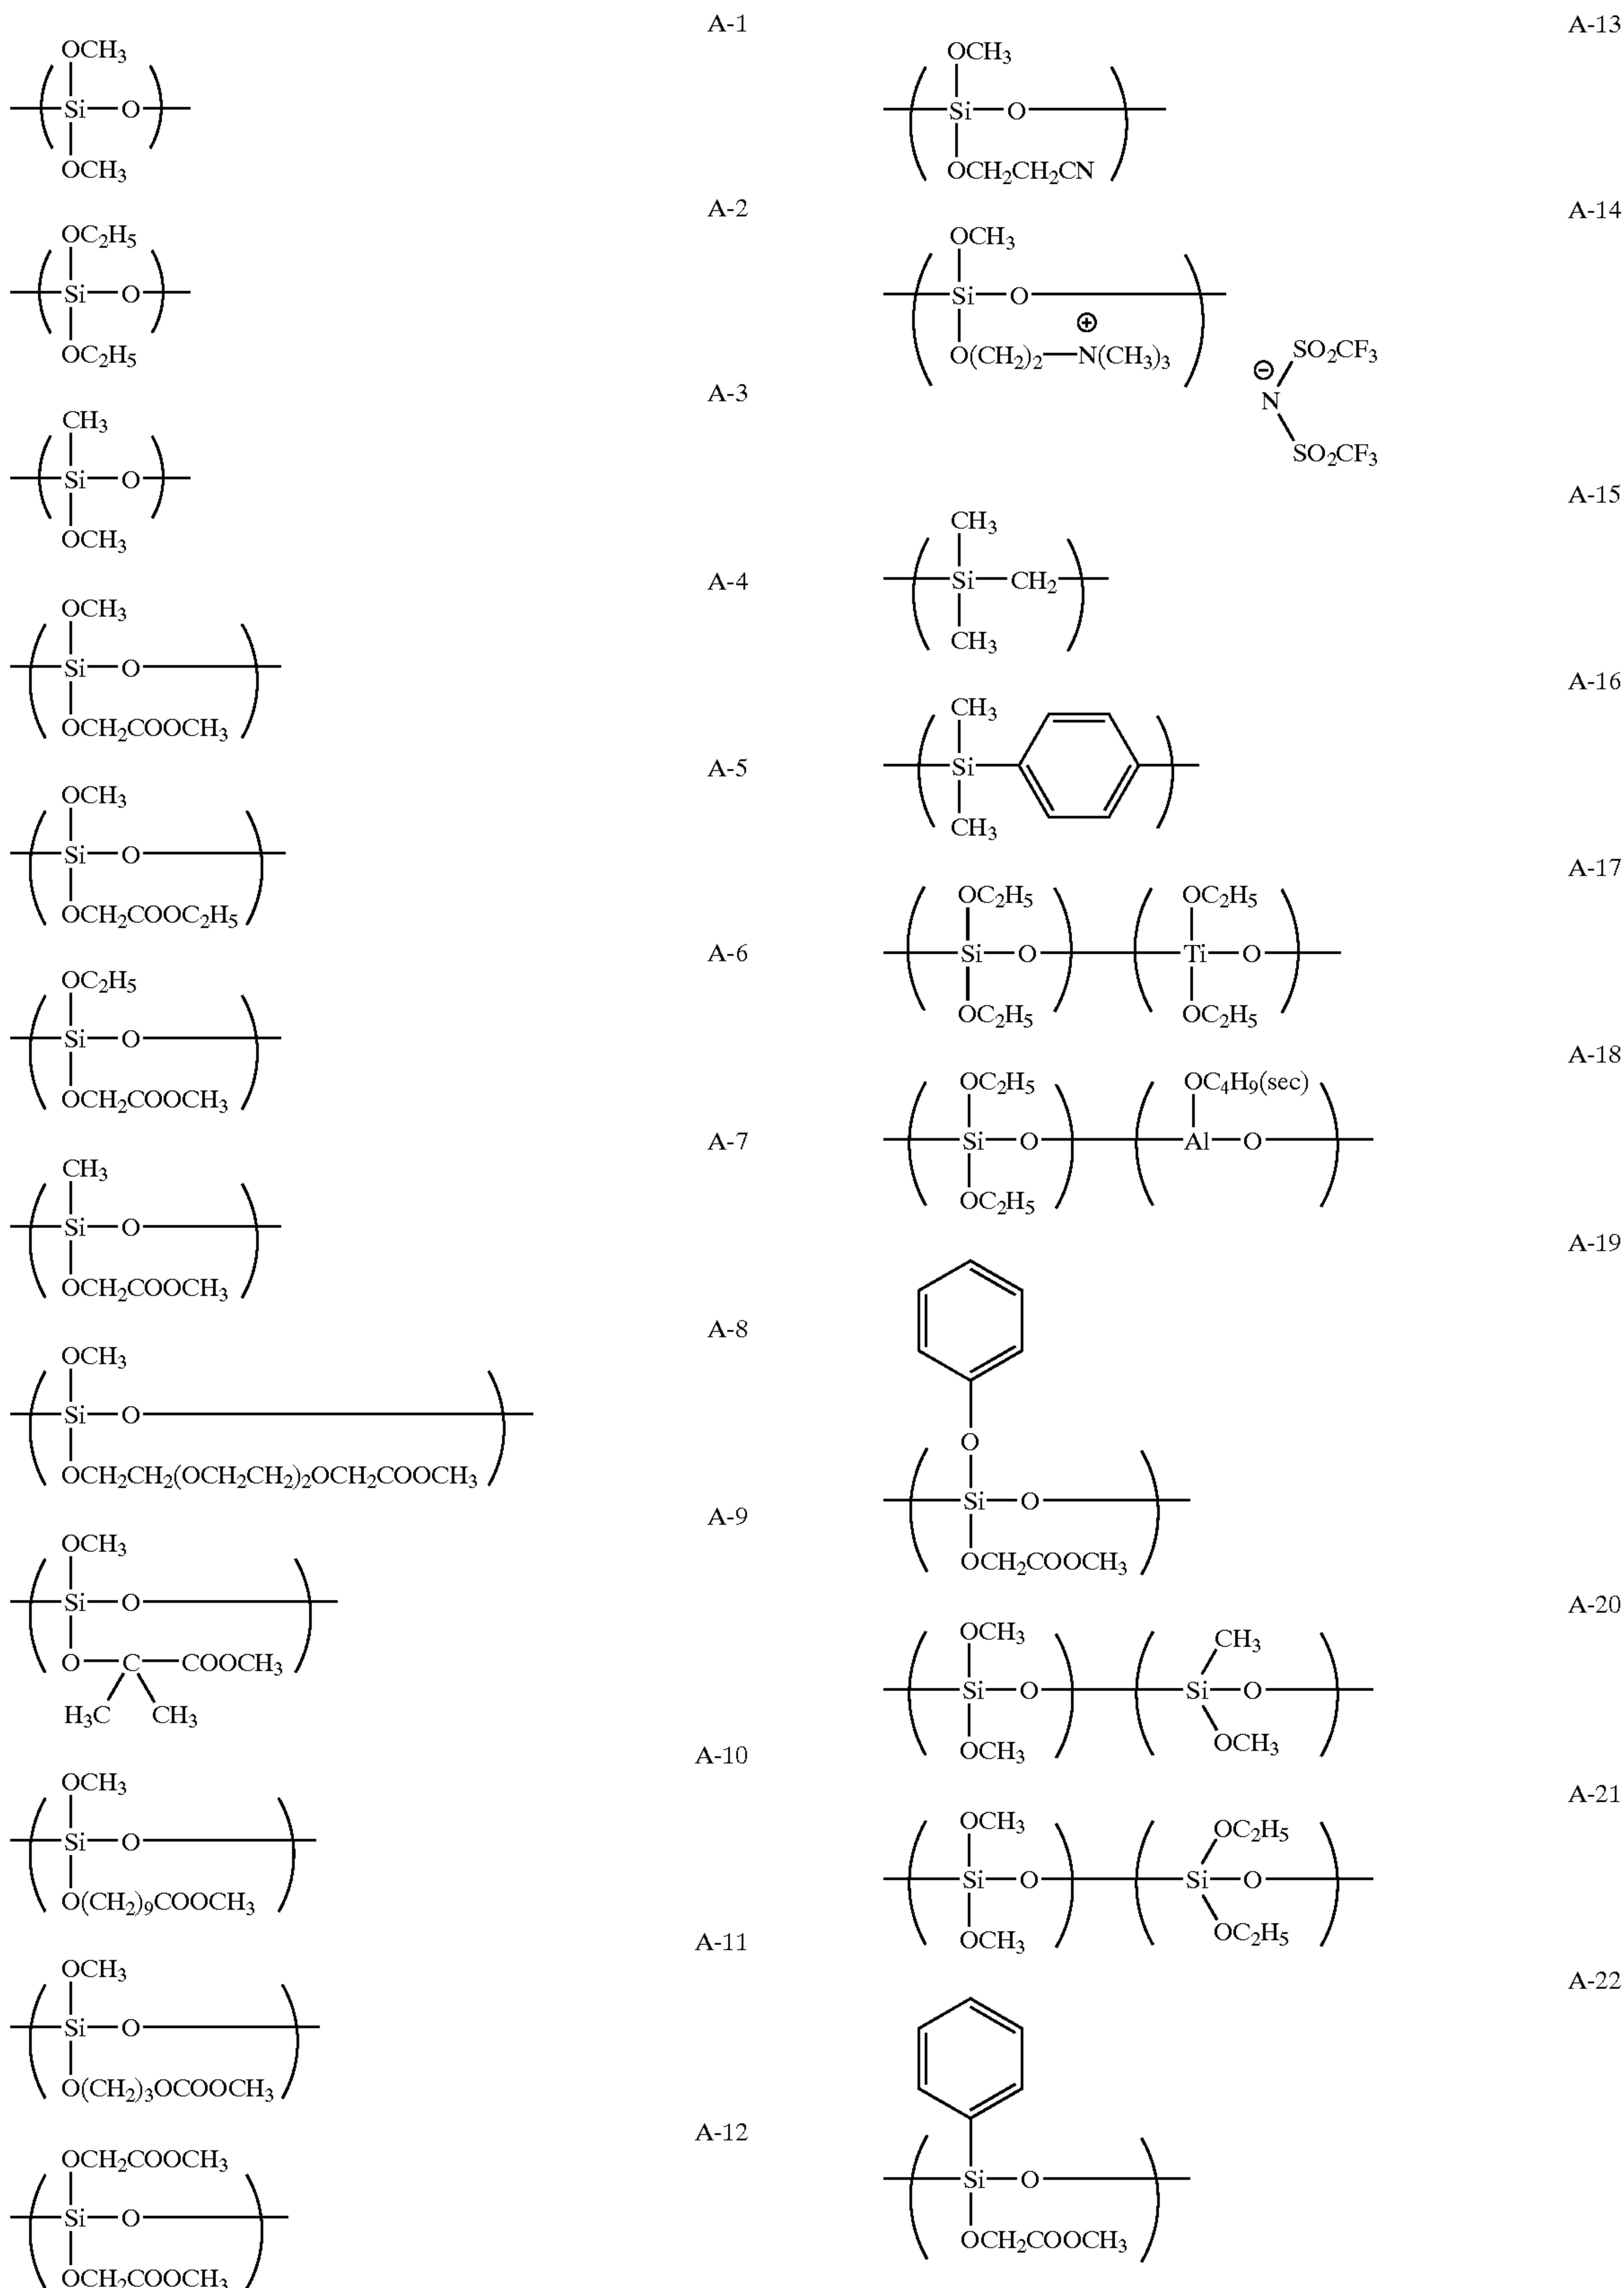 A-1
OCH3
Si O
OCH3
A-2
OC2H5
Si O
OC2H5
A-3
CH3
Si O
OCH3
A-4
OCH3
Si O
OCH2COOCH3
A-5
OCH3
Si O
OCH2COOC2H5
A-6
OC2H5
Si O
OCH2COOCH3
A-7
CH3
Si O
OCH2COOCH3
A-8
OCH3
Si O
OCH2CH2(OCH2CH2)2OCH2COOCH3
A-9
OCH3
Si O
O C COOCH3
H3C CH3
A-10
OCH3
Si O
O(CH2)9COOCH3
A-11
OCH3
Si O
O(CH2)3OCOOCH3
A-12
OCH2COOCH3
Si O
OCH2COOCH3
A-13
OCH3
Si O
OCH2CH2CN
A-14
OCH3
Si O
⊕
O(CH2)2 N(CH3)3
SO2CF3
⊖
N
SO2CF3
A-15
CH3
Si CH2
CH3
A-16
CH3
Si
CH3
A-17
OC2H5 OC2H5
Si O Ti O
OC2H5 OC2H5
A-18
OC2H5 OC4H9(sec)
Si O Al O
OC2H5
A-19
O
Si O
OCH2COOCH3
A-20
OCH3 CH3
Si O Si O
OCH3 OCH3
A-21
OCH3 OC2H5
Si O Si O
OCH3 OC2H5
A-22
Si O
OCH2COOCH3